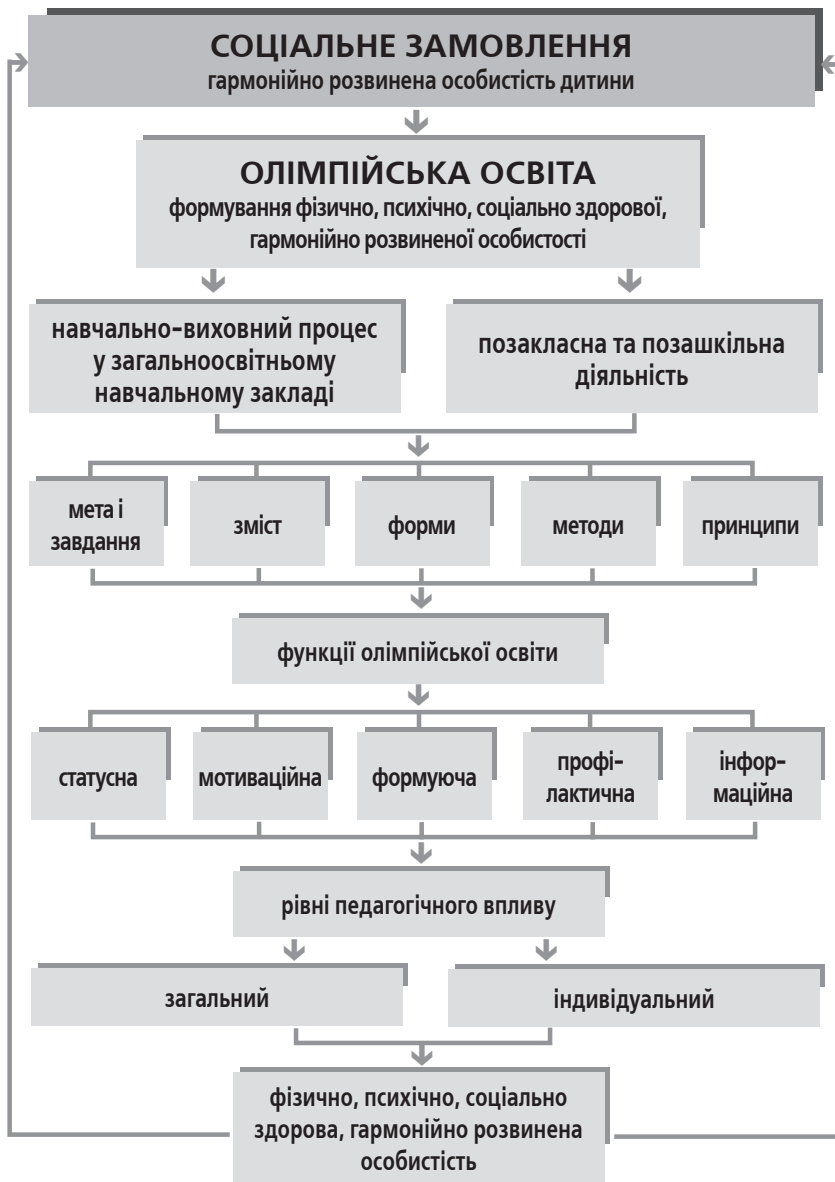 СОЦІАЛЬНЕ ЗАМОВЛЕННЯ
гармонійно розвинена особистість дитини
ОЛІМПІЙСЬКА ОСВІТА
формування фізично, психічно, соціально здорової,
гармонійно розвиненої особистості
навчально-виховний процес
у загальноосвітньому
навчальному закладі
позакласна та позашкільна
діяльність
мета і
завдання
зміст
форми
методи
принципи
функції олімпійської освіти
статусна
мотиваційна
формуюча
профі-
лактична
інфор-
маційна
рівні педагогічного впливу
загальний
індивідуальний
фізично, психічно, соціально
здорова, гармонійно розвинена
особистість